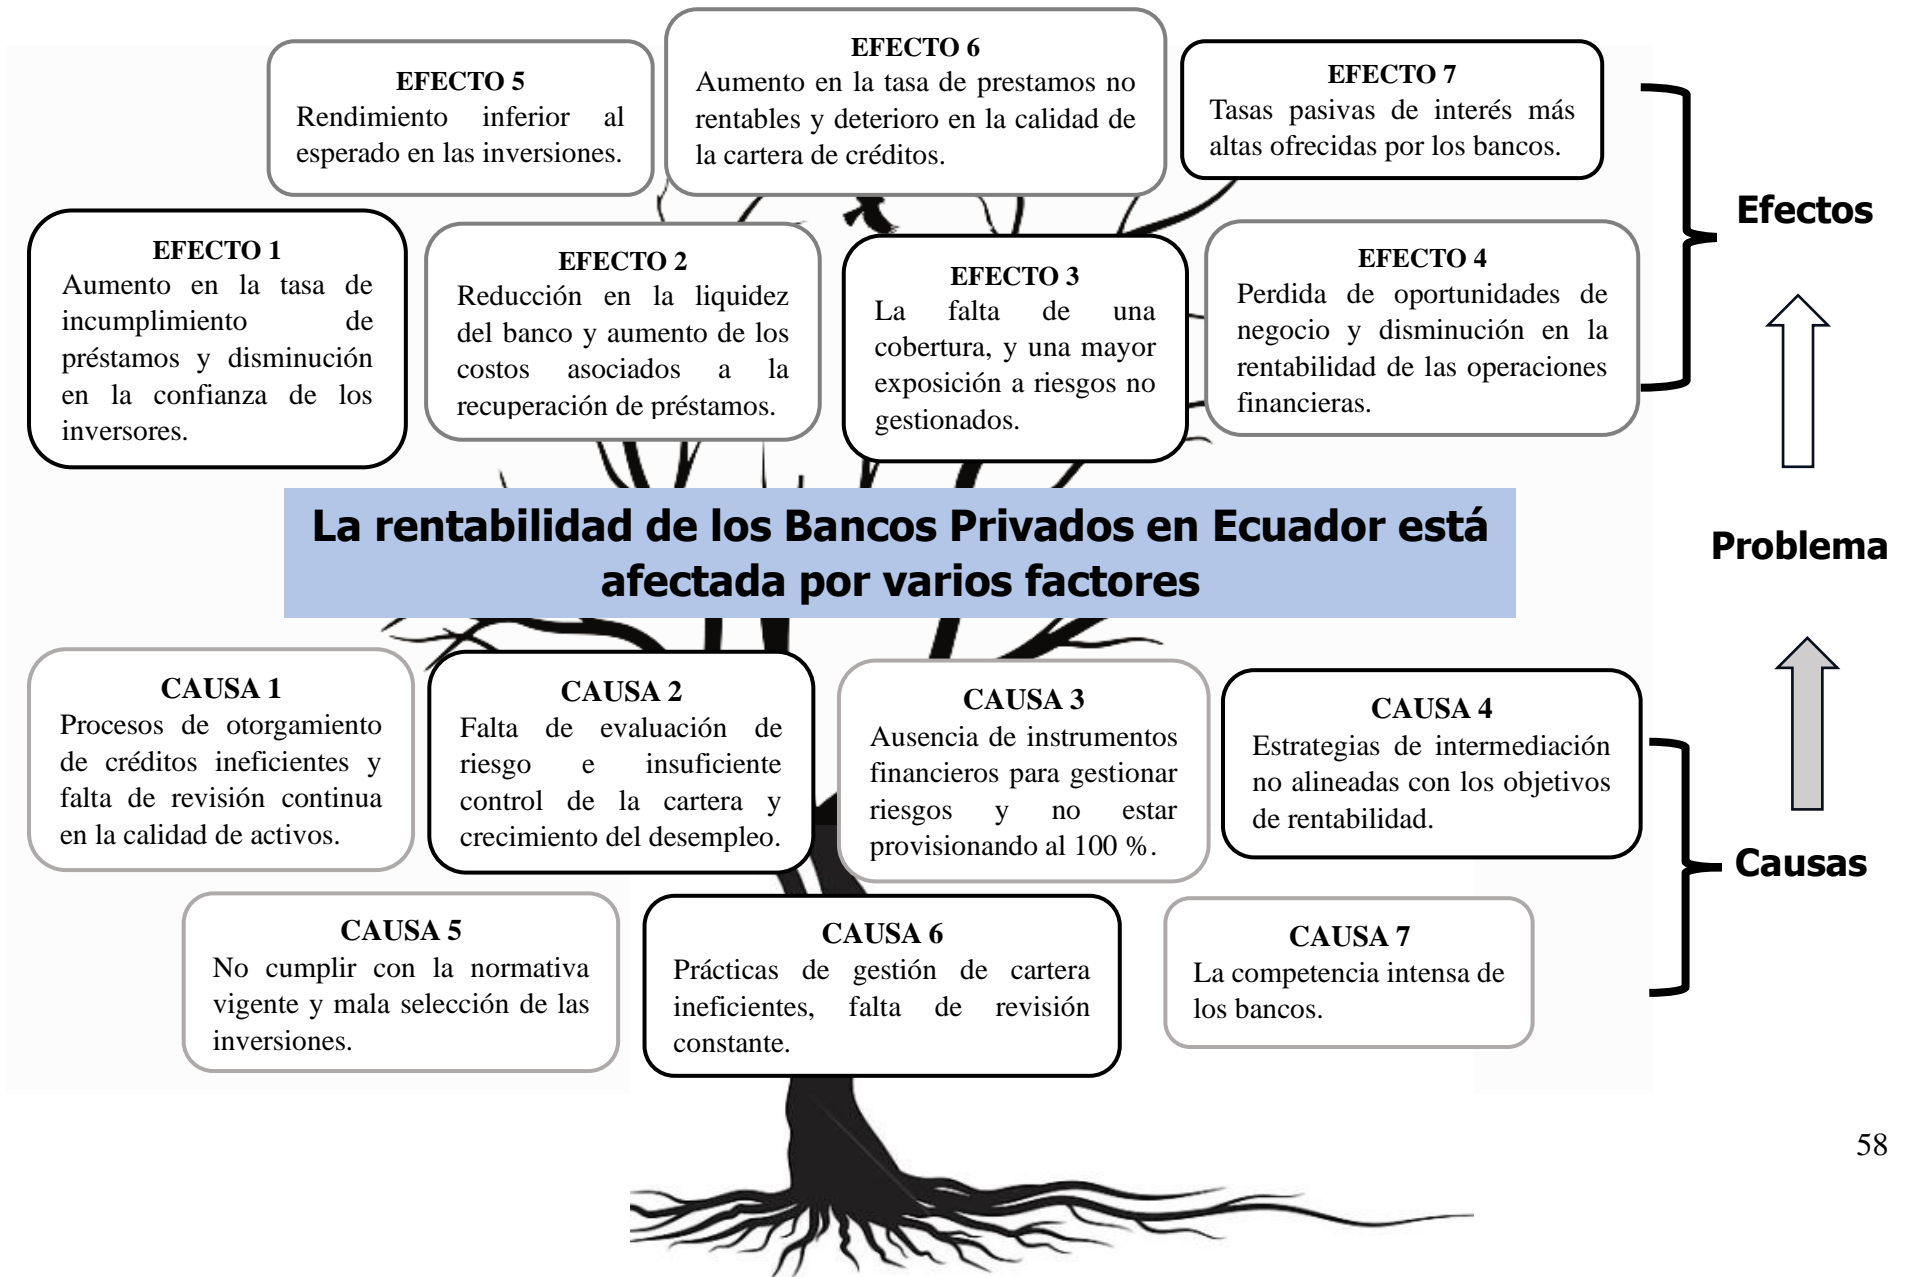 EFECTO 5
Rendimiento inferior al
esperado en las inversiones.
EFECTO 6
Aumento en la tasa de prestamos no
rentables y deterioro en la calidad de
la cartera de créditos.
EFECTO 7
Tasas pasivas de interés más
altas ofrecidas por los bancos.
Efectos
EFECTO 1
Aumento en la tasa de
incumplimiento de
préstamos y disminución
en la confianza de los
inversores.
EFECTO 2
Reducción en la liquidez
del banco y aumento de los
costos asociados a la
recuperación de préstamos.
EFECTO 3
La falta de una
cobertura, y una mayor
exposición a riesgos no
gestionados.
EFECTO 4
Perdida de oportunidades de
negocio y disminución en la
rentabilidad de las operaciones
financieras.
La rentabilidad de los Bancos Privados en Ecuador está
afectada por varios factores
Problema
CAUSA 1
Procesos de otorgamiento
de créditos ineficientes y
falta de revisión continua
en la calidad de activos.
CAUSA 2
Falta de evaluación de
riesgo e insuficiente
control de la cartera y
crecimiento del desempleo.
CAUSA 3
Ausencia de instrumentos
financieros para gestionar
riesgos y no estar
provisionando al 100 %.
CAUSA 4
Estrategias de intermediación
no alineadas con los objetivos
de rentabilidad.
Causas
CAUSA 5
No cumplir con la normativa
vigente y mala selección de las
inversiones.
CAUSA 6
Prácticas de gestión de cartera
ineficientes, falta de revisión
constante.
CAUSA 7
La competencia intensa de
los bancos.
58